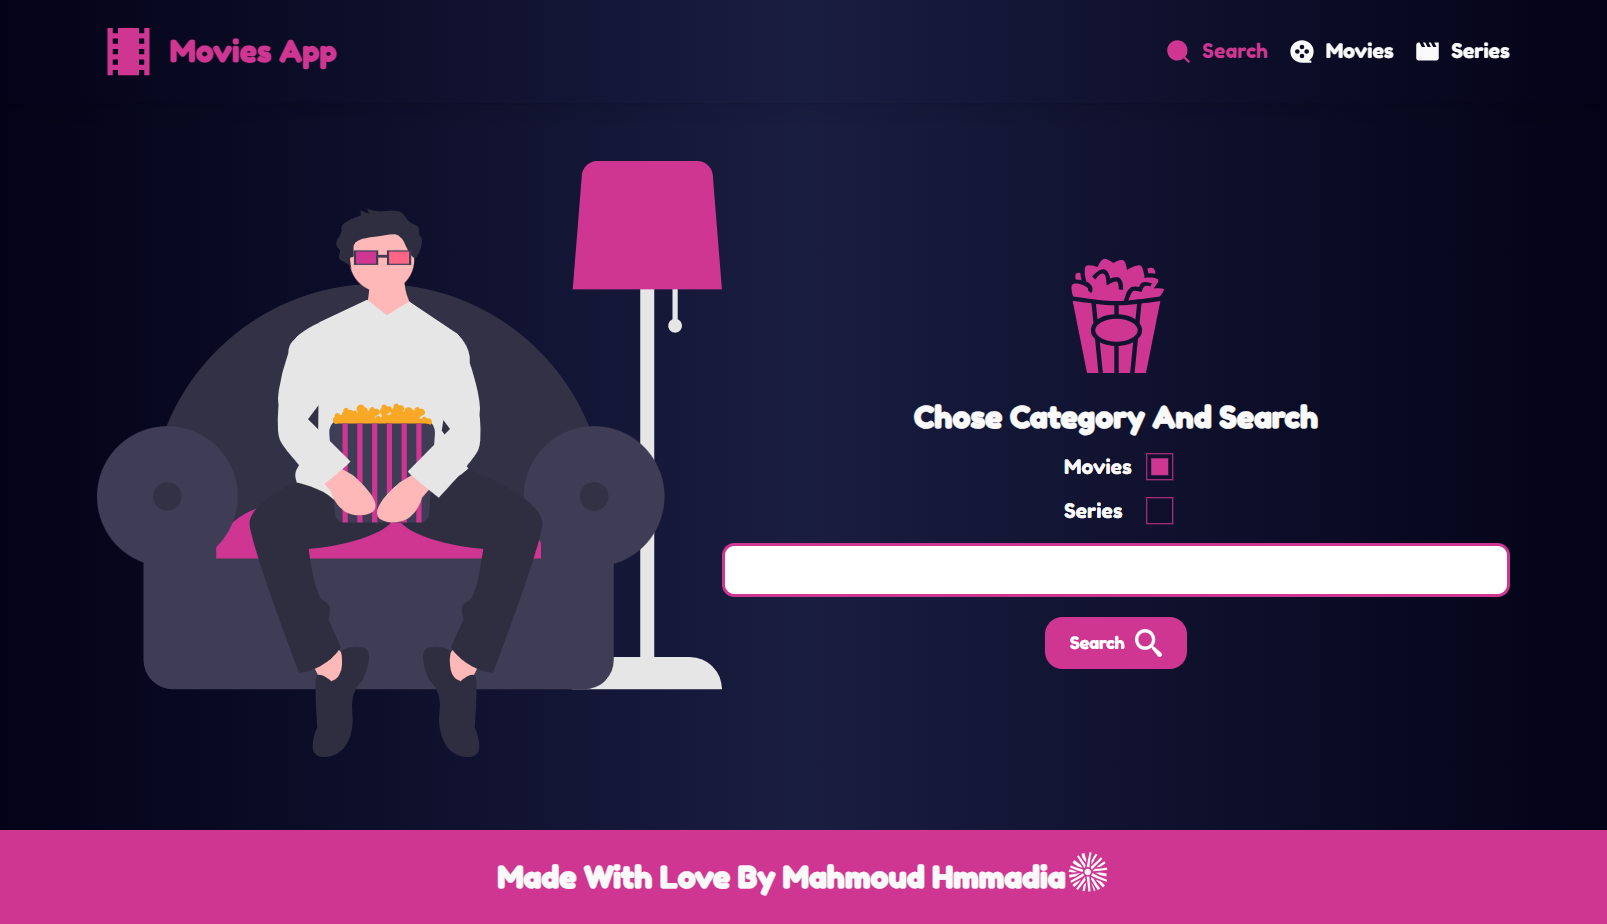 Movies App
Search Movies Series
Chose Category And Search
Movies
Series
Search
Made With Love By Mahmoud Hmmadia